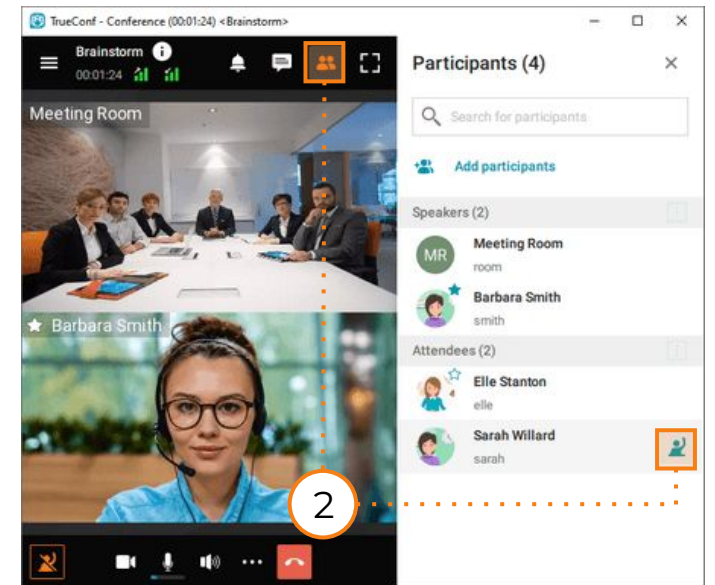 TrueConf - Conference (00:01:24) <Brainstorm>
Brainstorm
00:01:24
Meeting Room
Barbara Smith
Participants (4)
Search for participants
Add participants
Speakers (2)
MR
Meeting Room
room
Barbara Smith
smith
Attendees (2)
Elle Stanton
elle
Sarah Willard
sarah
2